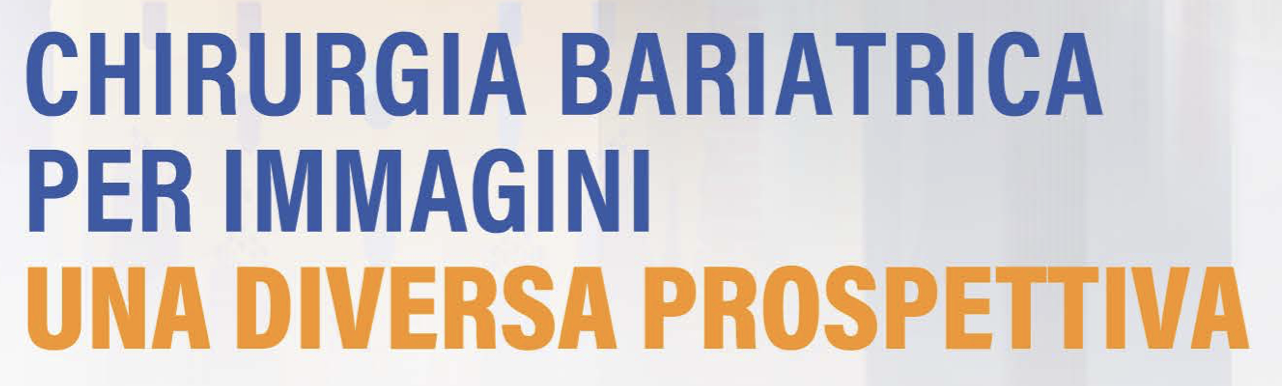 CHIRURGIA BARIATRICA
PER IMMAGINI
UNA DIVERSA PROSPETTIVA